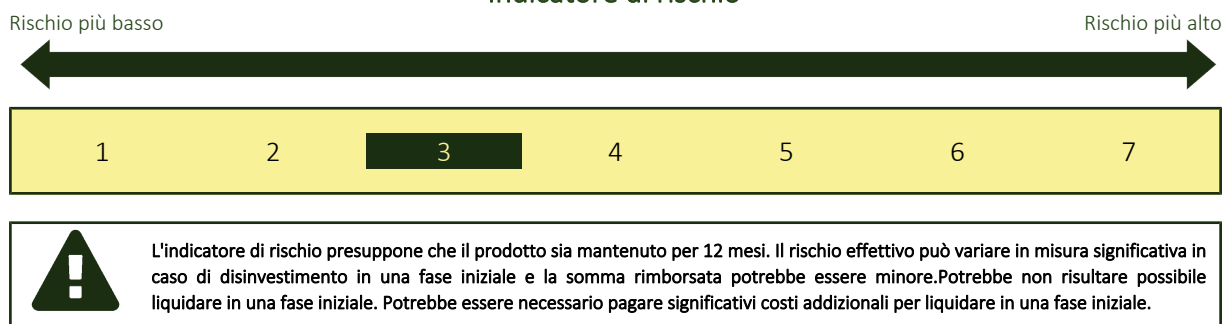 Indicatore di rischio
Rischio più basso Rischio più alto
1 2 3 4 5 6 7
L'indicatore di rischio presuppone che il prodotto sia mantenuto per 12 mesi. Il rischio effettivo può variare in misura significativa in
caso di disinvestimento in una fase iniziale e la somma rimborsata potrebbe essere minore.Potrebbe non risultare possibile
liquidare in una fase iniziale. Potrebbe essere necessario pagare significativi costi addizionali per liquidare in una fase iniziale.